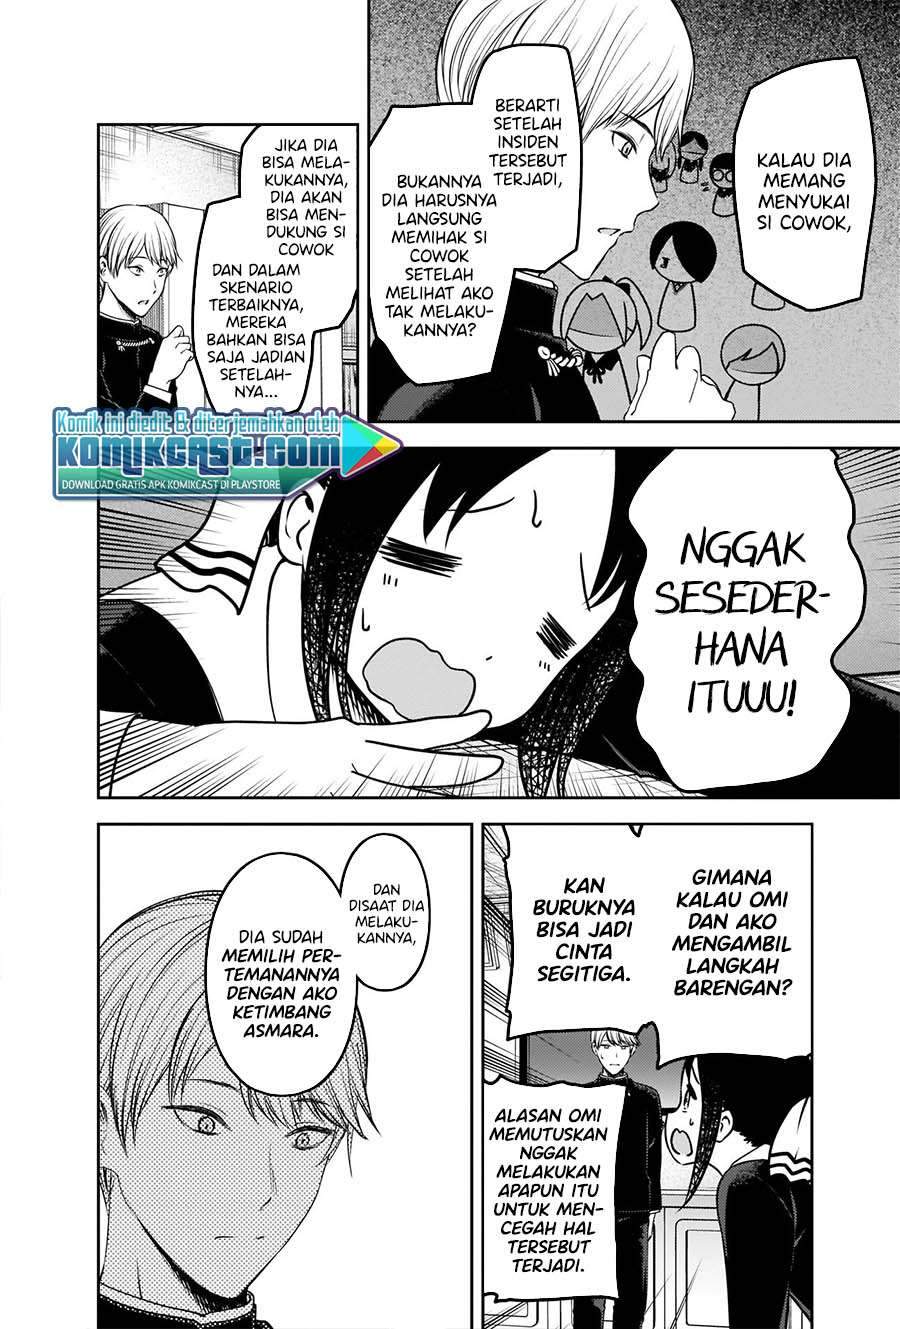 KALAU DIA
MEMANG
MENYUKAI
SI COWOK,
BERARTI
SETELAH
INSIDEN
TERSEBUT
TERJADI,
BUKANNYA
DIA HARUSNYA
LANGSUNG
MEMIHAK SI
COWOK
SETELAH
MELIHAT AKO
TAK MELAKU-
KANNYA?
JIKA DIA
BISA MELA-
KUKANNYA,
DIA AKAN
BISA MEN-
DUKUNG SI
COWOK
DAN DALAM
SKENARIO
TERBAIKNYA,
MEREKA
BAHKAN BISA
SAJA JADIAN
SETELAH-
NYA...
Komik ini diedit & diterjemahkan oleh
KOMIKCAST.COM
DOWNLOAD GRATIS APK KOMIKCAST DI PLAYSTORE
NGGAK
SESEDER-
HANA
ITUUU!
GIMANA
KALAU OMI
DAN AKO
MENGAMBIL
LANGKAH
BARENGAN?
KAN
BURUKNYA
BISA JADI
CINTA
SEGITIGA.
ALASAN OMI
MEMUTUSKAN
NGGAK
MELAKUKAN
APAPUN ITU
UNTUK MEN-
CEGAH HAL
TERSEBUT
TERJADI.
DAN
DISAAT DIA
MELAKU-
KANNYA,
DIA SUDAH
MEMILIH PER-
TEMANANNYA
DENGAN AKO
KETIMBANG
ASMARA.